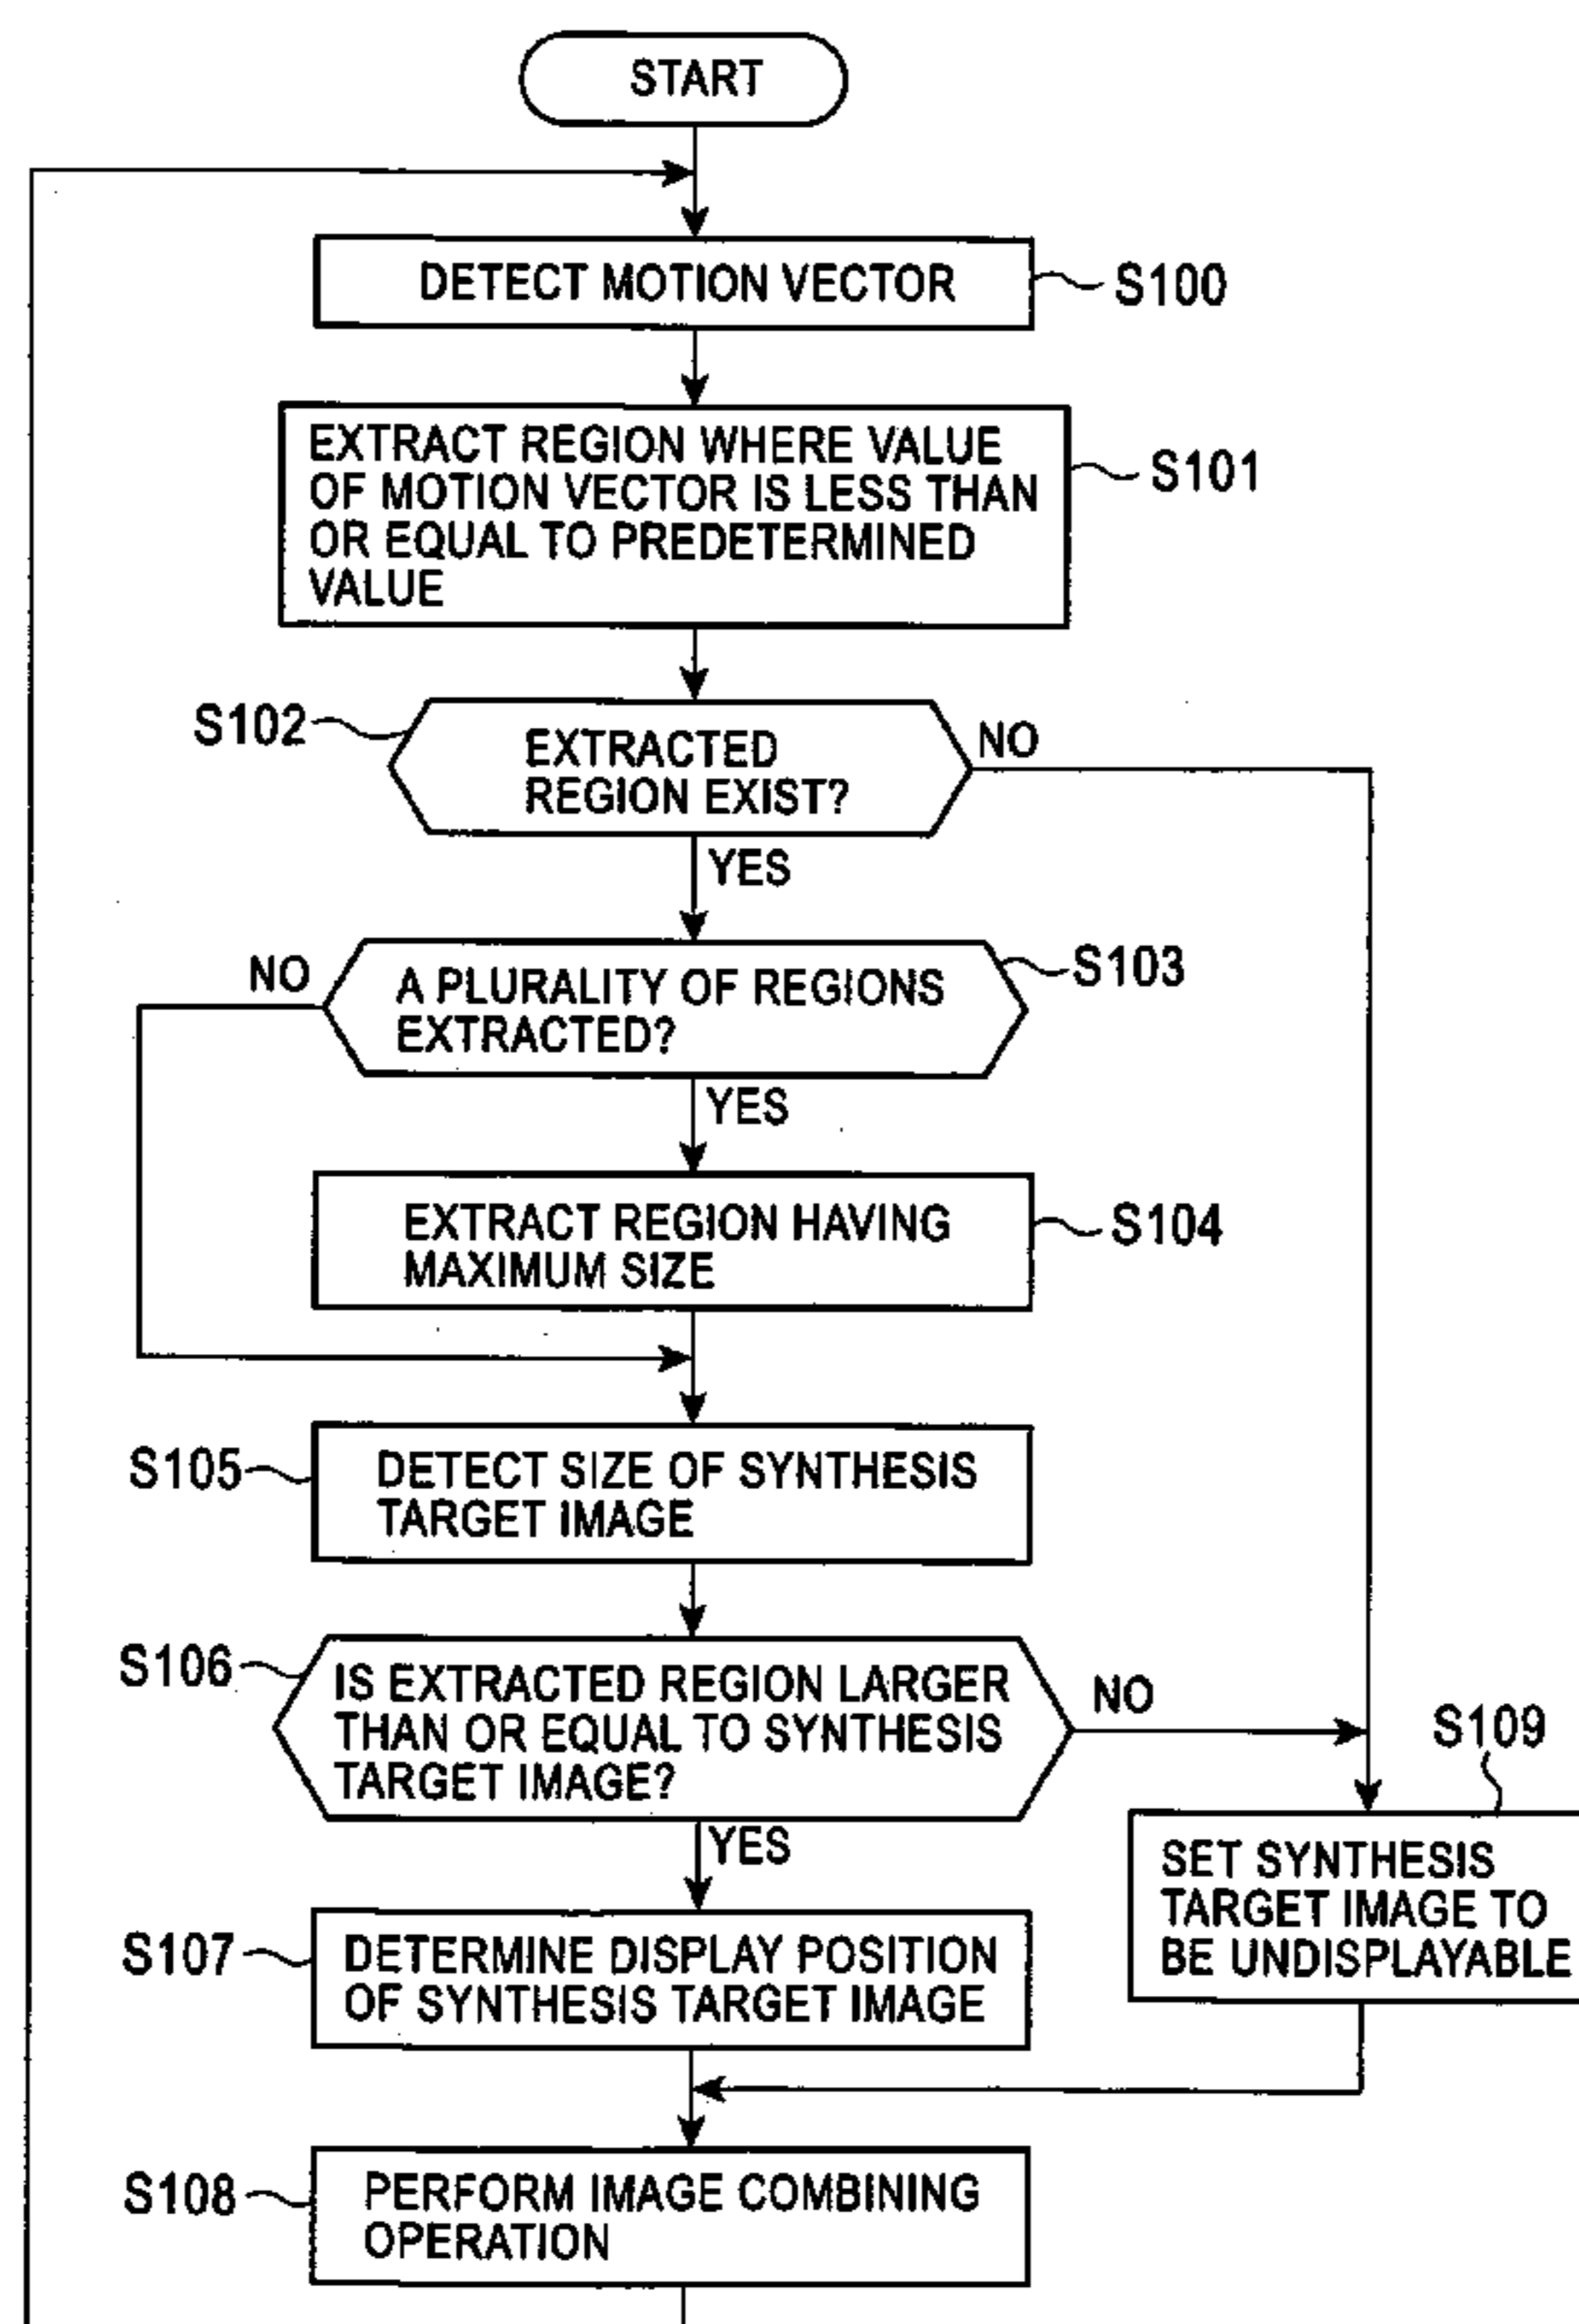 START
DETECT MOTION VECTOR
S100
EXTRACT REGION WHERE VALUE
OF MOTION VECTOR IS LESS THAN
OR EQUAL TO PREDETERMINED
VALUE
S101
S102
EXTRACTED
REGION EXIST?
NO
YES
NO
A PLURALITY OF REGIONS
EXTRACTED?
S103
YES
EXTRACT REGION HAVING
MAXIMUM SIZE
S104
S105
DETECT SIZE OF SYNTHESIS
TARGET IMAGE
S106
IS EXTRACTED REGION LARGER
THAN OR EQUAL TO SYNTHESIS
TARGET IMAGE?
NO
YES
S109
SET SYNTHESIS
TARGET IMAGE TO
BE UNDISPLAYABLE
S107
DETERMINE DISPLAY POSITION
OF SYNTHESIS TARGET IMAGE
S108
PERFORM IMAGE COMBINING
OPERATION